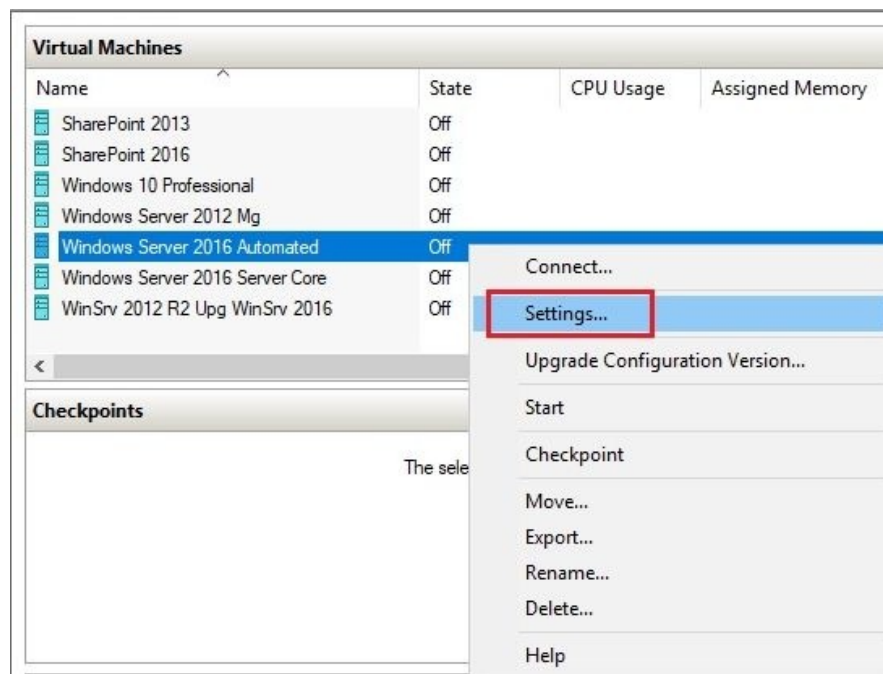 Virtual Machines
Name State CPU Usage Assigned Memory
SharePoint 2013 Off
SharePoint 2016 Off
Windows 10 Professional Off
Windows Server 2012 Mg Off
Windows Server 2016 Automated Off
Windows Server 2016 Server Core Off
WinSrv 2012 R2 Upg WinSrv 2016 Off
Connect...
Settings...
Upgrade Configuration Version...
Start
Checkpoint
Move...
Export...
Rename...
Delete...
Help
Checkpoints
The sele